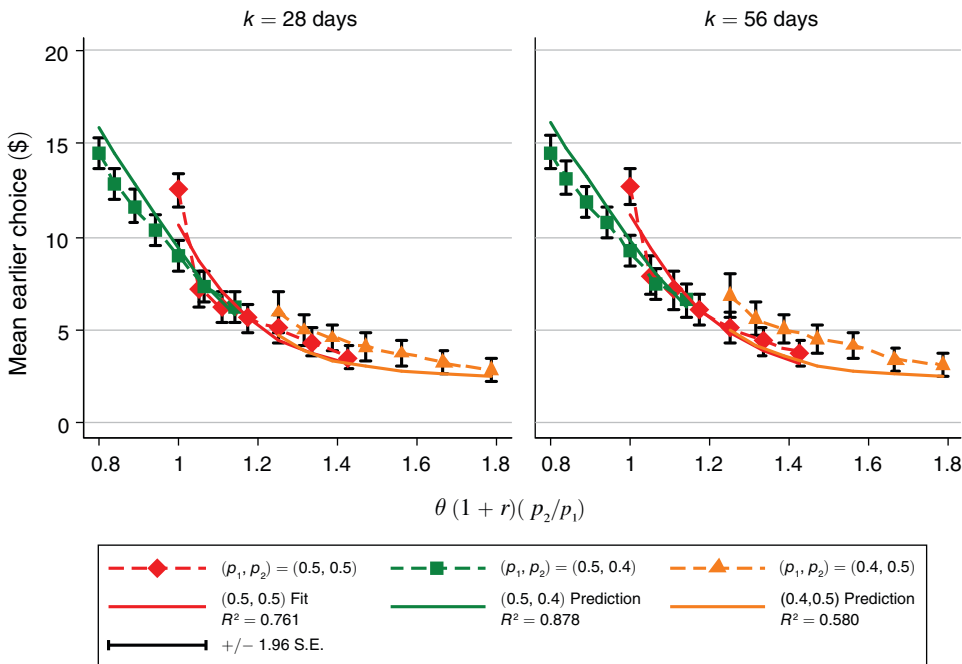 k = 28 days
k = 56 days
Mean earlier choice ($)
20
15
10
5
0
0.8 1 1.2 1.4 1.6 1.8
0.8 1 1.2 1.4 1.6 1.8
θ (1 + r)( p₂/p₁)
(p₁, p₂) = (0.5, 0.5)
(p₁, p₂) = (0.5, 0.4)
(p₁, p₂) = (0.4, 0.5)
(0.5, 0.5) Fit
R² = 0.761
(0.5, 0.4) Prediction
R² = 0.878
(0.4,0.5) Prediction
R² = 0.580
+/− 1.96 S.E.